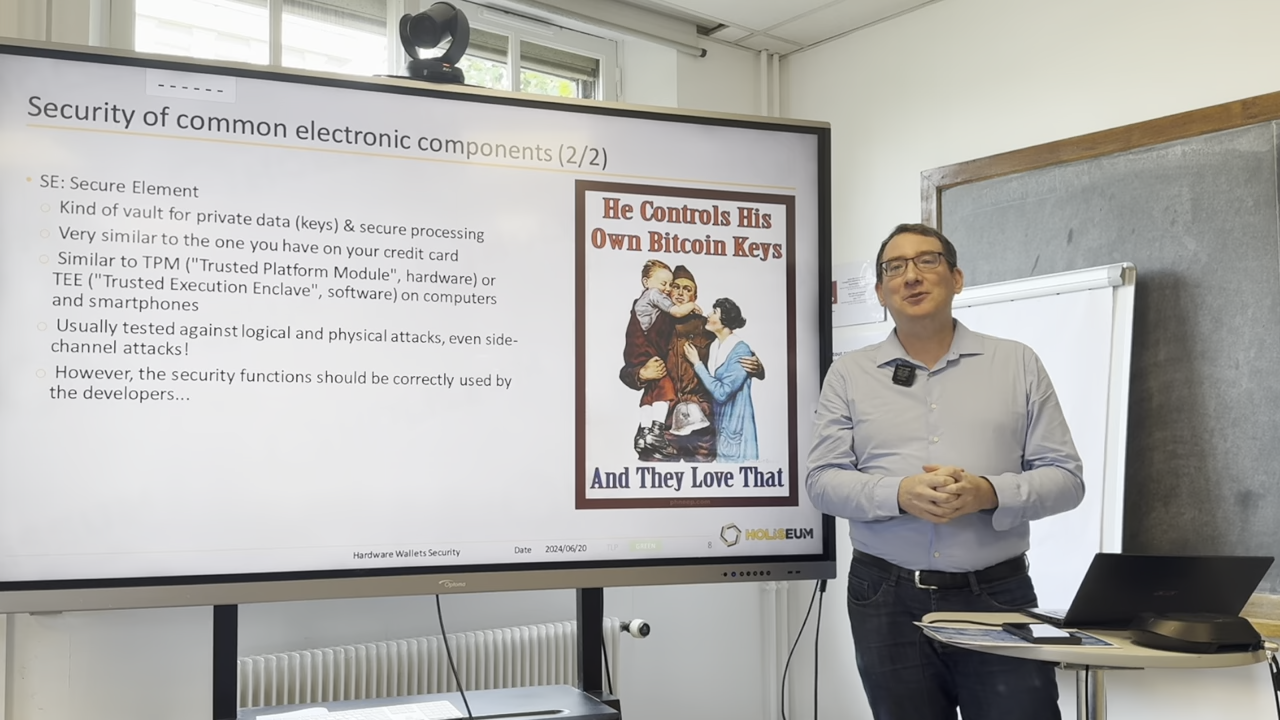 Security of common electronic components (2/2)
• SE: Secure Element
○ Kind of vault for private data (keys) & secure processing
○ Very similar to the one you have on your credit card
○ Similar to TPM ("Trusted Platform Module", hardware) or
TEE ("Trusted Execution Enclave", software) on computers
and smartphones
○ Usually tested against logical and physical attacks, even side-
channel attacks!
○ However, the security functions should be correctly used by
the developers...
He Controls His
Own Bitcoin Keys
And They Love That
HOLISEUM
Hardware Wallets Security
Date 2024/06/20 TLP GREEN 8
Optoma
acer